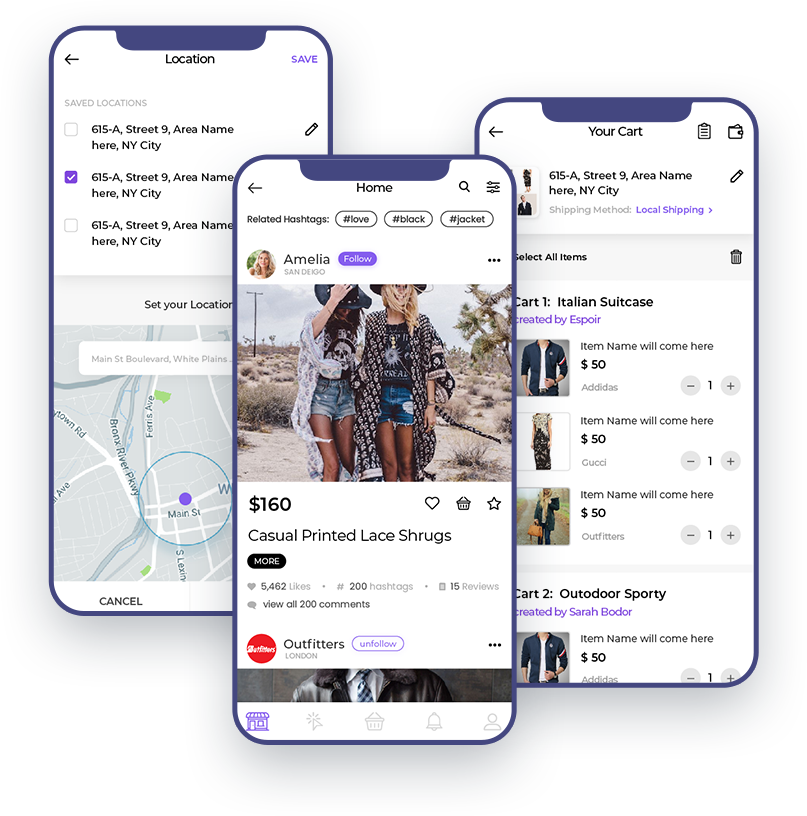 Location
SAVE
SAVED LOCATIONS
615-A, Street 9, Area Name
here, NY City
615-A, Street 9, Area Name
here, NY City
615-A, Street 9, Area Name
here, NY City
Set your Location
Main St Boulevard, White Plains ..
Ferris Ave
Bronx River Pkwy
town Rd
l Ave
W
Main St
S Lexin
CANCEL
Home
Related Hashtags:
#love
#black
#jacket
Amelia
Follow
SAN DEIGO
$160
Casual Printed Lace Shrugs
MORE
5,462 Likes • # 200 hashtags • 15 Reviews
view all 200 comments
Outfitters
Outfitters
unfollow
LONDON
Your Cart
615-A, Street 9, Area Name
here, NY City
Shipping Method: Local Shipping >
Select All Items
Cart 1: Italian Suitcase
created by Espoir
Item Name will come here
$ 50
Addidas
− 1 +
Item Name will come here
$ 50
Gucci
− 1 +
Item Name will come here
$ 50
Outfitters
− 1 +
Cart 2: Outodoor Sporty
created by Sarah Bodor
Item Name will come here
$ 50
Addidas
− 1 +